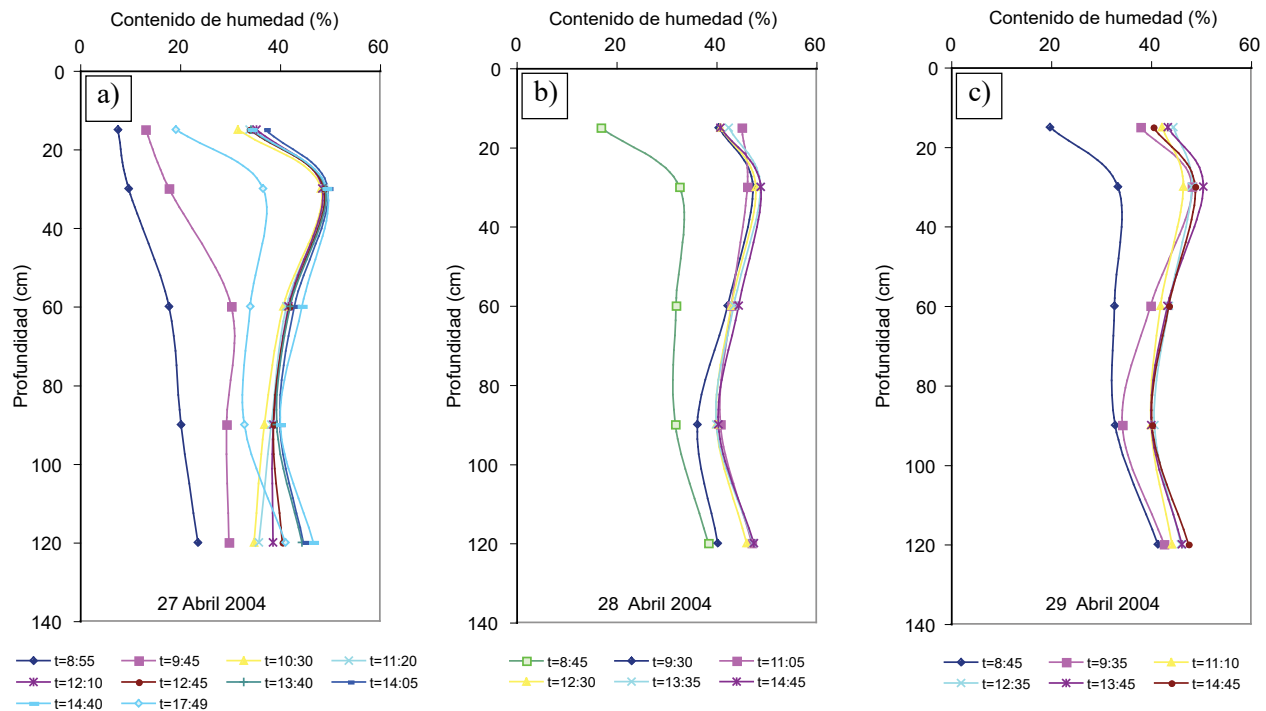 Contenido de humedad (%)
0 20 40 60
a)
0
20
40
60
80
100
120
140
Profundidad (cm)
27 Abril 2004
t=8:55 t=9:45 t=10:30 t=11:20
t=12:10 t=12:45 t=13:40 t=14:05
t=14:40 t=17:49
Contenido de humedad (%)
0 20 40 60
b)
0
20
40
60
80
100
120
140
Profundidad (cm)
28 Abril 2004
t=8:45 t=9:30 t=11:05
t=12:30 t=13:35 t=14:45
Contenido de humedad (%)
0 20 40 60
c)
0
20
40
60
80
100
120
140
Profundidad (cm)
29 Abril 2004
t=8:45 t=9:35 t=11:10
t=12:35 t=13:45 t=14:45